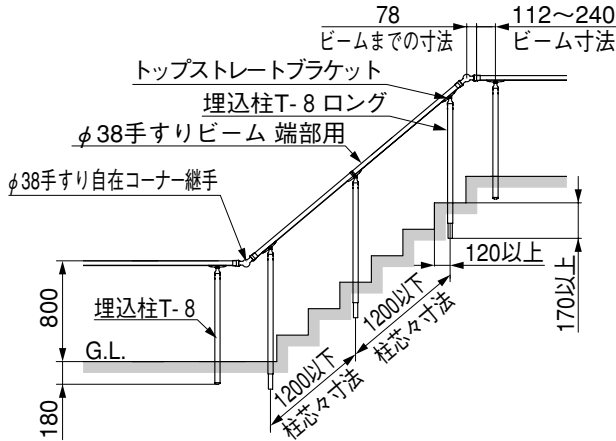 78
ビームまでの寸法
112～240
ビーム寸法
トップストレートブラケット
埋込柱T-8 ロング
φ38手すりビーム 端部用
φ38手すり自在コーナー継手
120以上
170以上
800
埋込柱T-8
G.L.
180
1200以下
柱芯々寸法
1200以下
柱芯々寸法